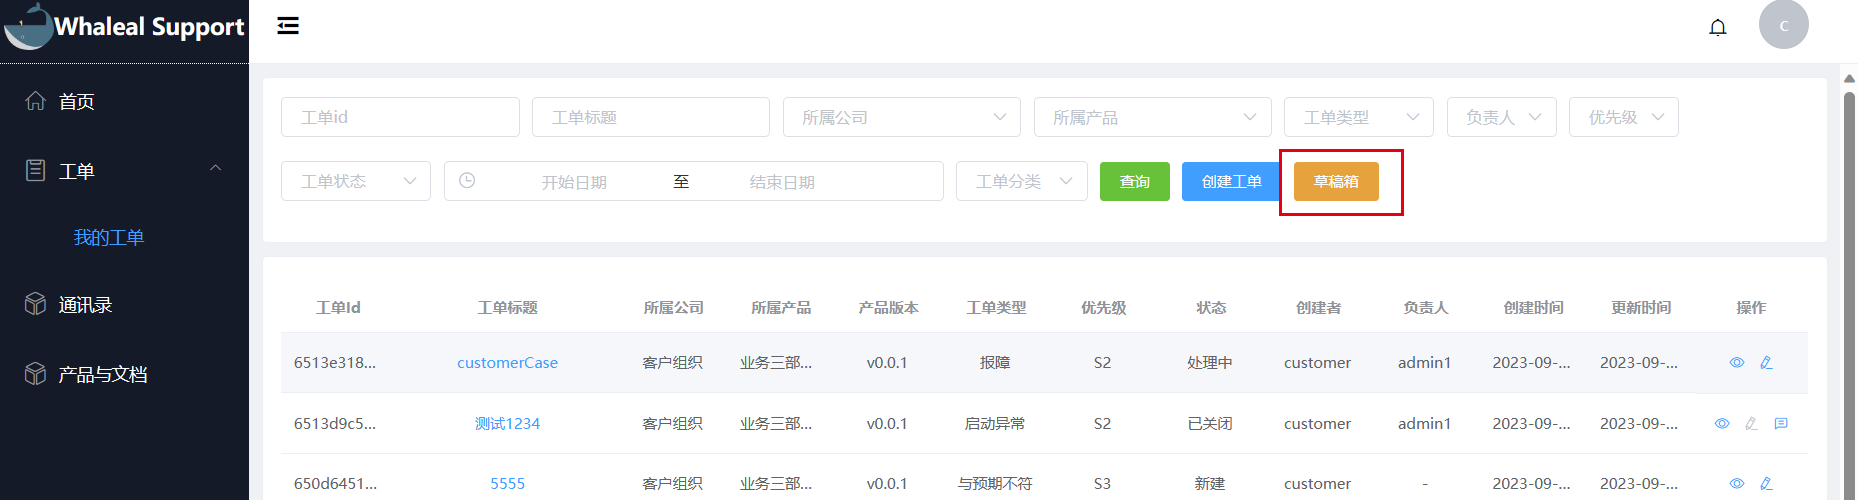 Whaleal Support
C
首页
工单
我的工单
通讯录
产品与文档
工单id 工单标题 所属公司 所属产品 工单类型 负责人 优先级
工单状态 开始日期 至 结束日期 工单分类 查询 创建工单 草稿箱
工单Id 工单标题 所属公司 所属产品 产品版本 工单类型 优先级 状态 创建者 负责人 创建时间 更新时间 操作
6513e318... customerCase 客户组织 业务三部... v0.0.1 报障 S2 处理中 customer admin1 2023-09-... 2023-09-...
6513d9c5... 测试1234 客户组织 业务三部... v0.0.1 启动异常 S2 已关闭 customer admin1 2023-09-... 2023-09-...
650d6451... 5555 客户组织 业务三部... v0.0.1 与预期不符 S3 新建 customer - 2023-09-... 2023-09-...